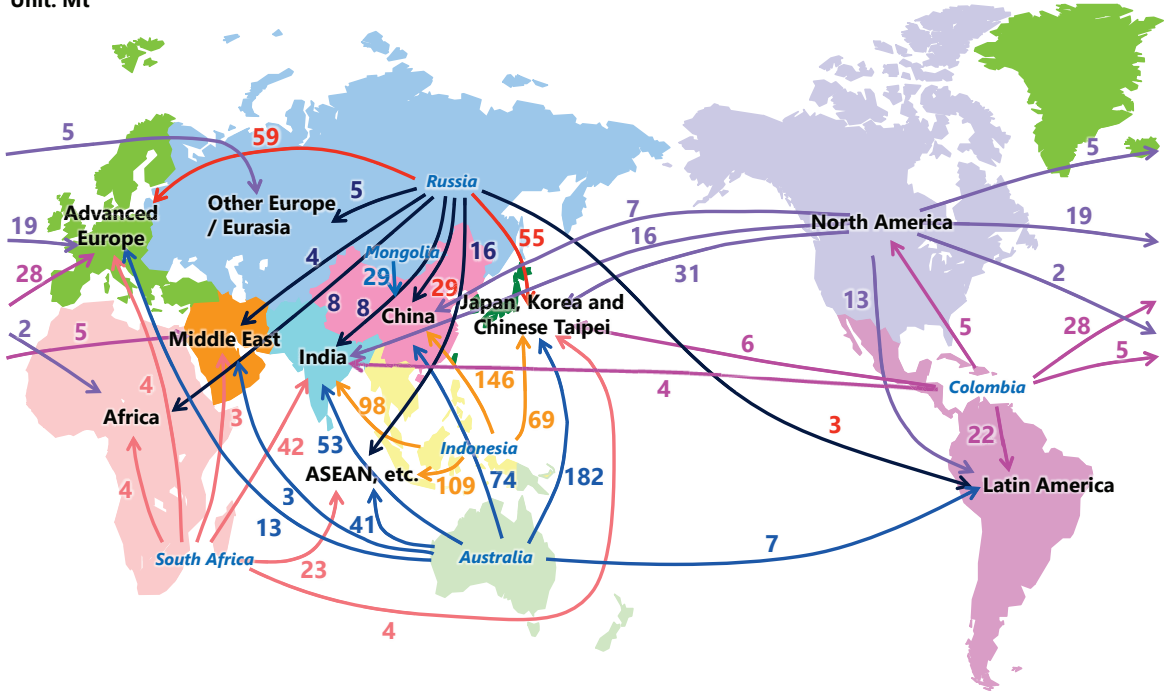 Unit: Mt
5
59
Russia
5
Other Europe
/ Eurasia
Advanced
Europe
19
28
2
5
4
Mongolia
29
8
8
29
16
55
China
Japan, Korea and
Chinese Taipei
Middle East
India
Africa
4
3
4
42
98
53
146
69
Indonesia
ASEAN, etc.
109
74
182
3
13
41
South Africa
23
4
Australia
7
7
16
31
North America
5
19
2
13
5
6
4
Colombia
28
5
22
3
Latin America